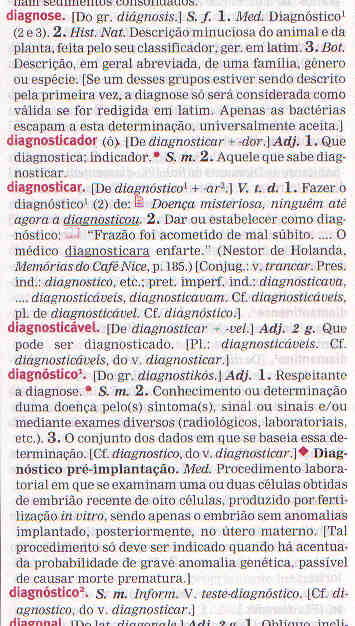 nam sedimentos consolidados.
diagnose. [Do gr. diágnosis.] S. f. 1. Med. Diagnóstico¹
(2 e 3). 2. Hist. Nat. Descrição minuciosa do animal e da
planta, feita pelo seu classificador, ger. em latim. 3. Bot.
Descrição, em geral abreviada, de uma família, gênero
ou espécie. [Se um desses grupos estiver sendo descrito
pela primeira vez, a diagnose só será considerada como
válida se for redigida em latim. Apenas as bactérias
escapam a esta determinação, universalmente aceita.]
diagnosticador (ô). [De diagnosticar + -dor.] Adj. 1. Que
diagnostica; indicador. • S. m. 2. Aquele que sabe diag-
nosticar.
diagnosticar. [De diagnóstico¹ + -ar².] V. t. d. 1. Fazer o
diagnóstico¹ (2) de: Doença misteriosa, ninguém até
agora a diagnosticou. 2. Dar ou estabelecer como diag-
nóstico: "Frazão foi acometido de mal súbito. .... O
médico diagnosticara enfarte." (Nestor de Holanda,
Memórias do Café Nice, p. 185.) [Conjug.: v. trancar. Pres.
ind.: diagnostico, etc.; pret. imperf. ind.: diagnosticava,
.... diagnosticáveis, diagnosticavam. Cf. diagnosticáveis,
pl. de diagnosticável. Cf. diagnóstico.]
diagnosticável. [De diagnosticar + -vel.] Adj. 2 g. Que
pode ser diagnosticado. [Pl.: diagnosticáveis. Cf.
diagnosticáveis, do v. diagnosticar.]
diagnóstico¹. [Do gr. diagnostikós.] Adj. 1. Respeitante
a diagnose. • S. m. 2. Conhecimento ou determinação
duma doença pelo(s) sintoma(s), sinal ou sinais e/ou
mediante exames diversos (radiológicos, laboratoriais,
etc.). 3. O conjunto dos dados em que se baseia essa de-
terminação. [Cf. diagnostico, do v. diagnosticar.] ◆ Diag-
nóstico pré-implantação. Med. Procedimento labora-
torial em que se examinam uma ou duas células obtidas
de embrião recente de oito células, produzido por ferti-
lização in vitro, sendo apenas o embrião sem anomalias
implantado, posteriormente, no útero materno. [Tal
procedimento só deve ser indicado quando há acentua-
da probabilidade de grave anomalia genética, passível
de causar morte prematura.]
diagnóstico². S. m. Inform. V. teste-diagnóstico. [Cf. di-
agnostico, do v. diagnosticar.]
diagonal. [Do lat. diagonale.] Adj. 2 g. 1. Oblíquo, incli-